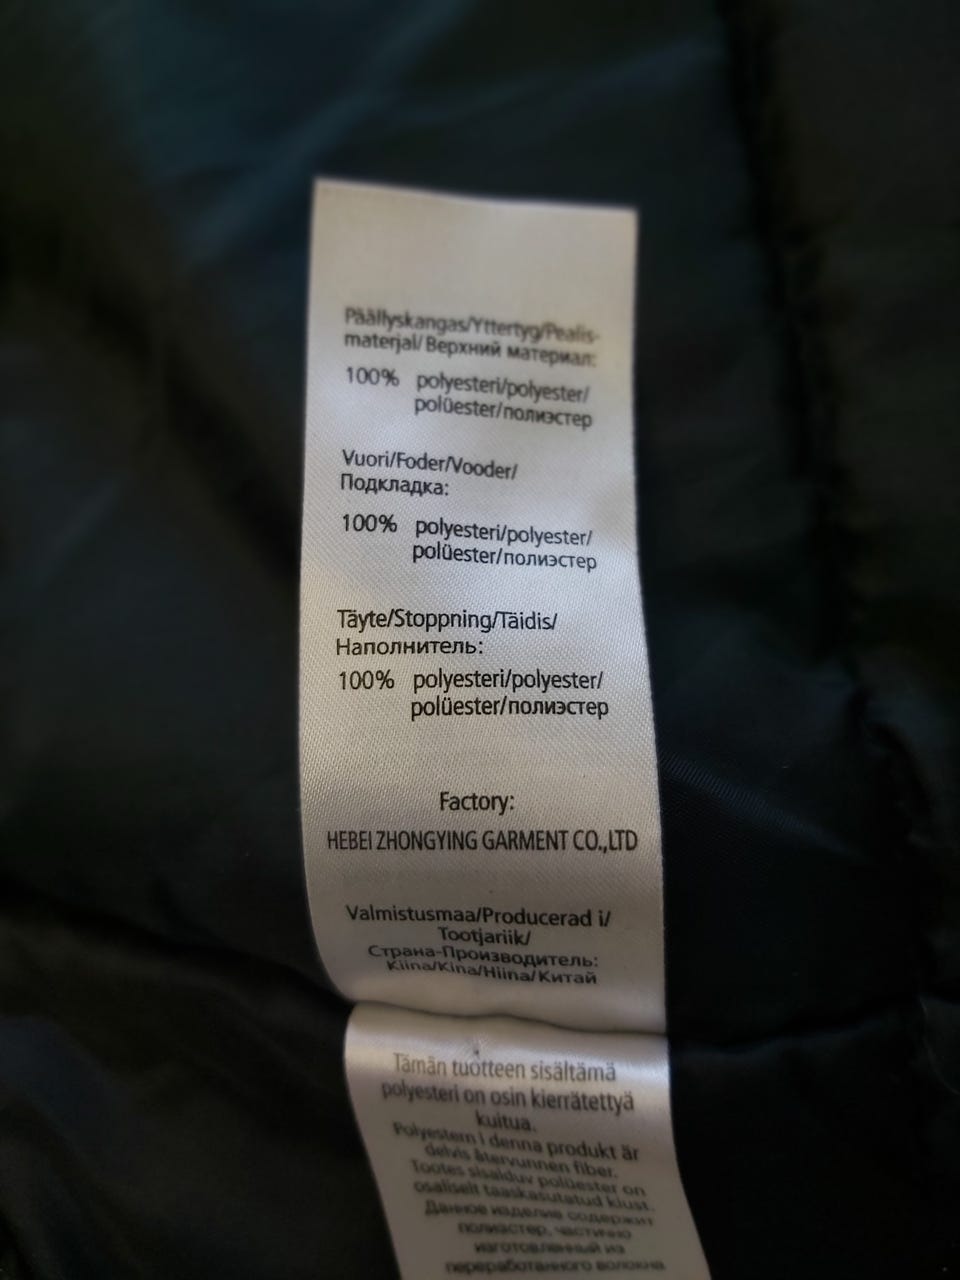 Päällyskangas/Yttertyg/Pealis-
materjal/Верхний материал:
100% polyesteri/polyester/
polüester/полиэстер
Vuori/Foder/Vooder/
Подкладка:
100% polyesteri/polyester/
polüester/полиэстер
Täyte/Stoppning/Täidis/
Наполнитель:
100% polyesteri/polyester/
polüester/полиэстер
Factory:
HEBEI ZHONGYING GARMENT CO.,LTD
Valmistusmaa/Producerad i/
Tootjariik/
Страна-Производитель:
Kiina/Kina/Hiina/Китай
Tämän tuotteen sisältämä
polyesteri on osin kierrätettyä
kuitua.
Polyestern i denna produkt är
delvis återvunnen fiber.
Tootes sisalduv polüester on
osaliselt taaskasutatud kiust.
Данное изделие содержит
полиэстер, частично
изготовленный из
переработанного волокна